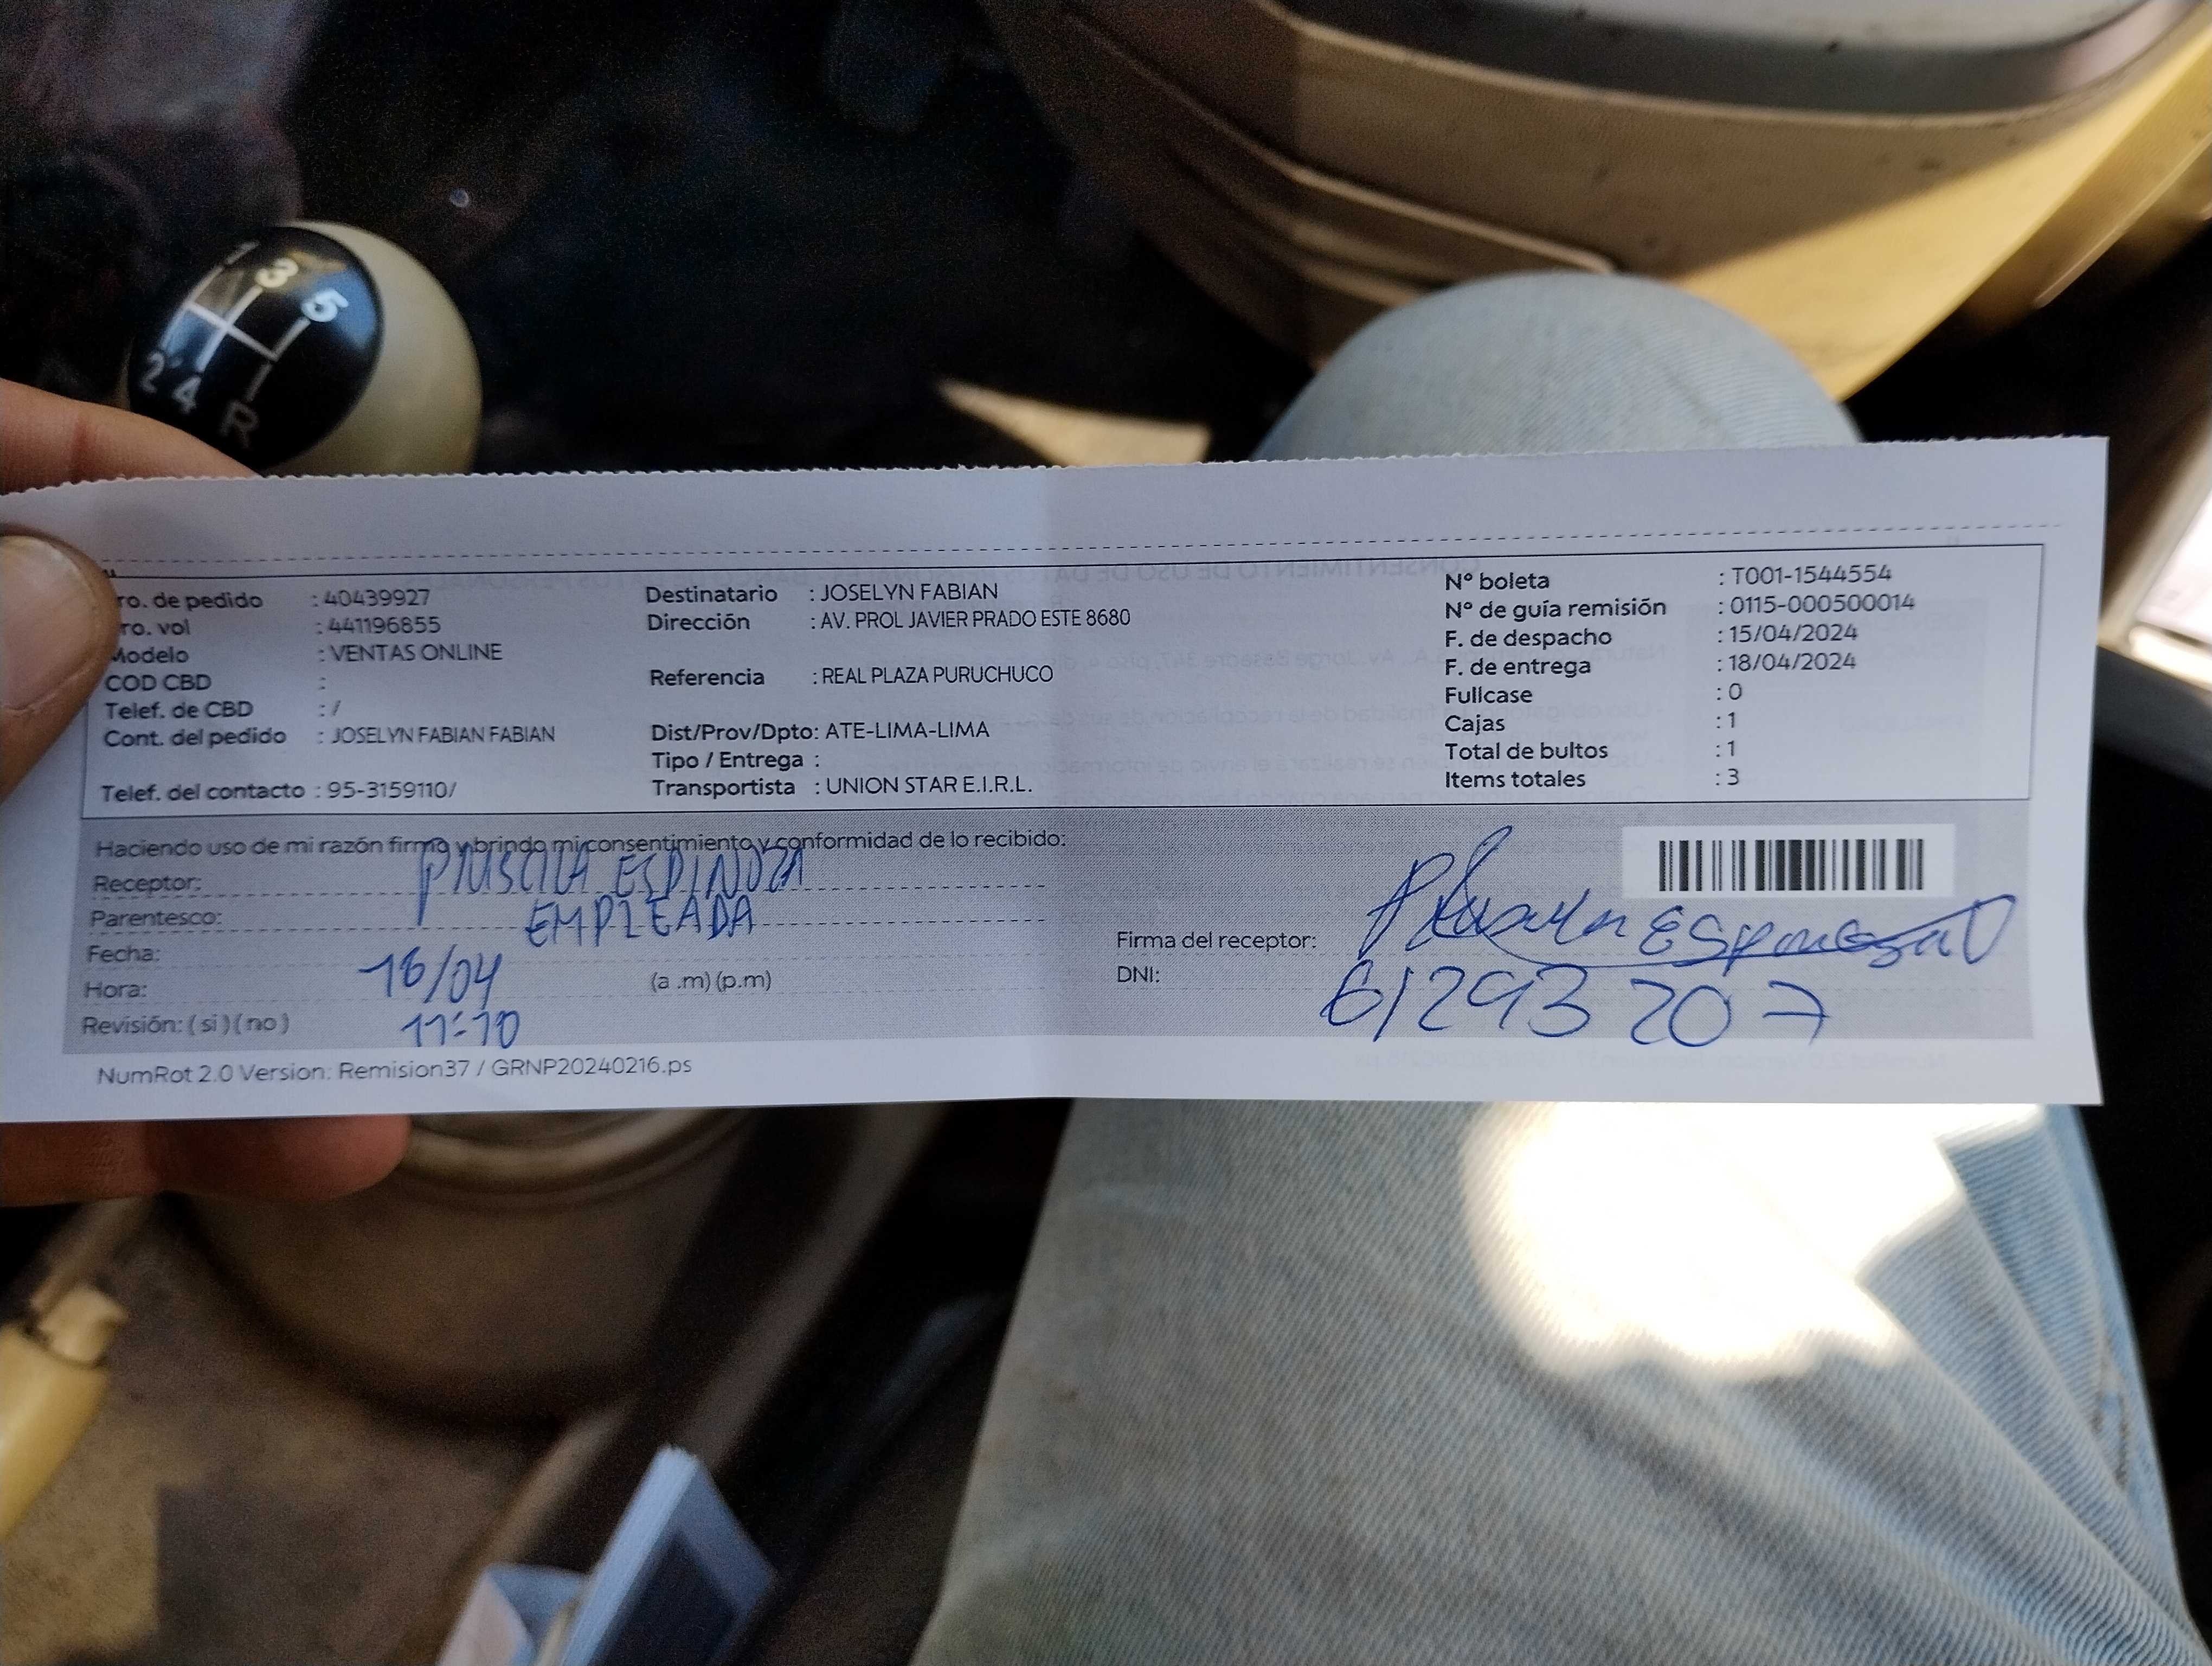 3 5
2 4 R
ro. de pedido : 40439927
ro. vol : 441196855
Modelo : VENTAS ONLINE
COD CBD :
Telef. de CBD : /
Cont. del pedido : JOSELYN FABIAN FABIAN
Telef. del contacto : 95-3159110/
Destinatario : JOSELYN FABIAN
Dirección : AV. PROL JAVIER PRADO ESTE 8680
Referencia : REAL PLAZA PURUCHUCO
Dist/Prov/Dpto: ATE-LIMA-LIMA
Tipo / Entrega :
Transportista : UNION STAR E.I.R.L.
N° boleta : T001-1544554
N° de guía remisión : 0115-000500014
F. de despacho : 15/04/2024
F. de entrega : 18/04/2024
Fullcase : 0
Cajas : 1
Total de bultos : 1
Items totales : 3
Haciendo uso de mi razón firmo y brindo mi consentimiento y conformidad de lo recibido:
Receptor: PRISCILA ESPINOZA
Parentesco: EMPLEADA
Fecha: 18/04
Hora: 11:10 (a .m) (p.m)
Revisión: ( si ) ( no )
Firma del receptor: Espinoza
DNI: 61293207
NumRot 2.0 Version: Remision37 / GRNP20240216.ps